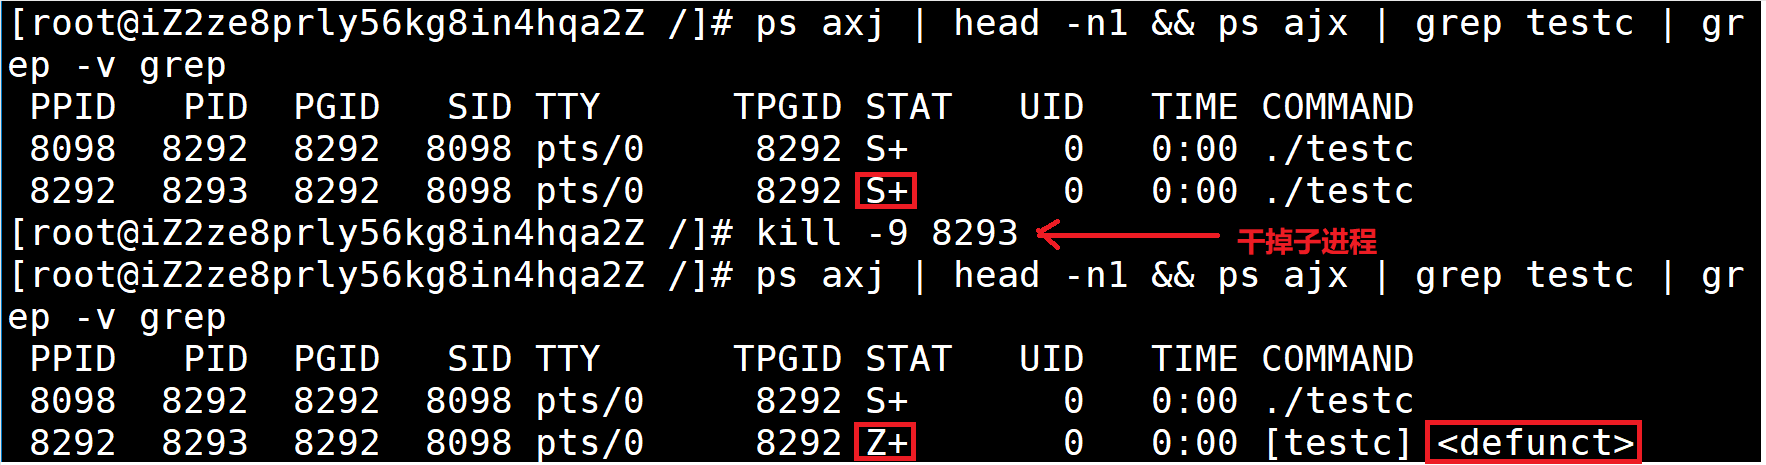 [root@iZ2ze8prly56kg8in4hqa2Z /]# ps axj | head -n1 && ps ajx | grep testc | gr
ep -v grep
PPID PID PGID SID TTY TPGID STAT UID TIME COMMAND
8098 8292 8292 8098 pts/0 8292 S+ 0 0:00 ./testc
8292 8293 8292 8098 pts/0 8292 S+ 0 0:00 ./testc
[root@iZ2ze8prly56kg8in4hqa2Z /]# kill -9 8293 干掉子进程
[root@iZ2ze8prly56kg8in4hqa2Z /]# ps axj | head -n1 && ps ajx | grep testc | gr
ep -v grep
PPID PID PGID SID TTY TPGID STAT UID TIME COMMAND
8098 8292 8292 8098 pts/0 8292 S+ 0 0:00 ./testc
8292 8293 8292 8098 pts/0 8292 Z+ 0 0:00 [testc] <defunct>